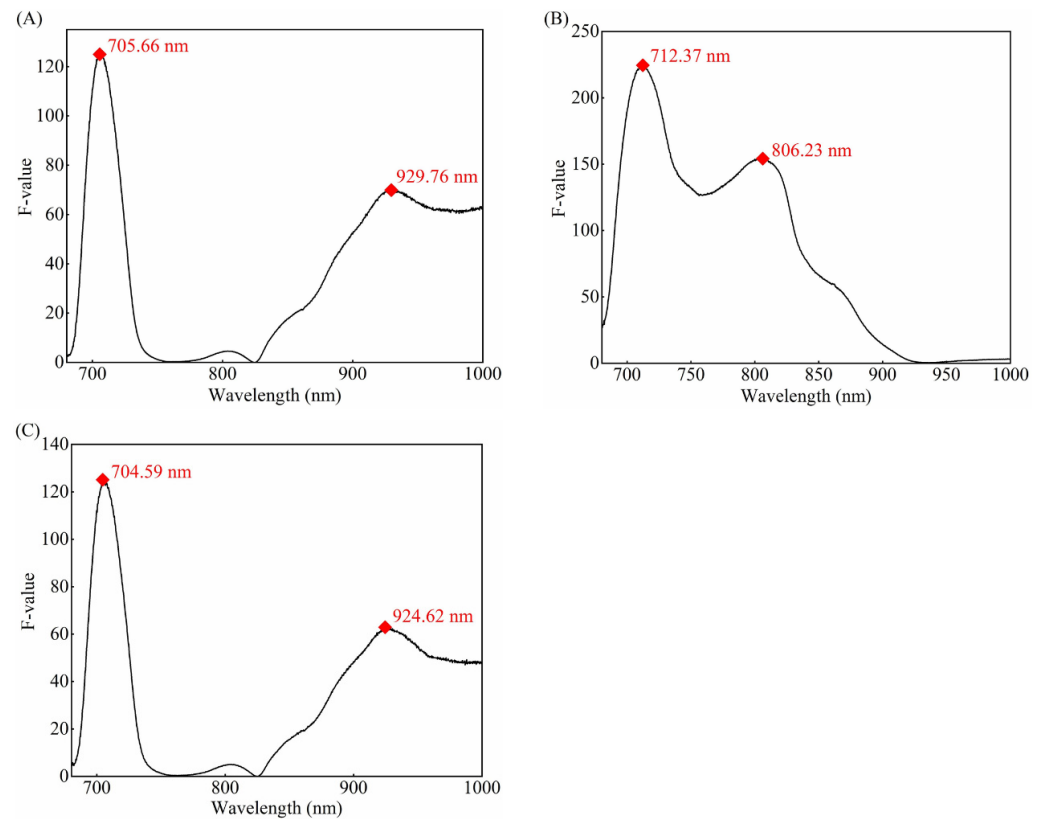 (A)
120
100
80
60
40
20
0
705.66 nm
929.76 nm
F-value
700
800
900
1000
Wavelength (nm)
(B)
250
200
150
100
50
0
712.37 nm
806.23 nm
F-value
700
750
800
850
900
950
1000
Wavelength (nm)
(C)
140
120
100
80
60
40
20
0
704.59 nm
924.62 nm
F-value
700
800
900
1000
Wavelength (nm)